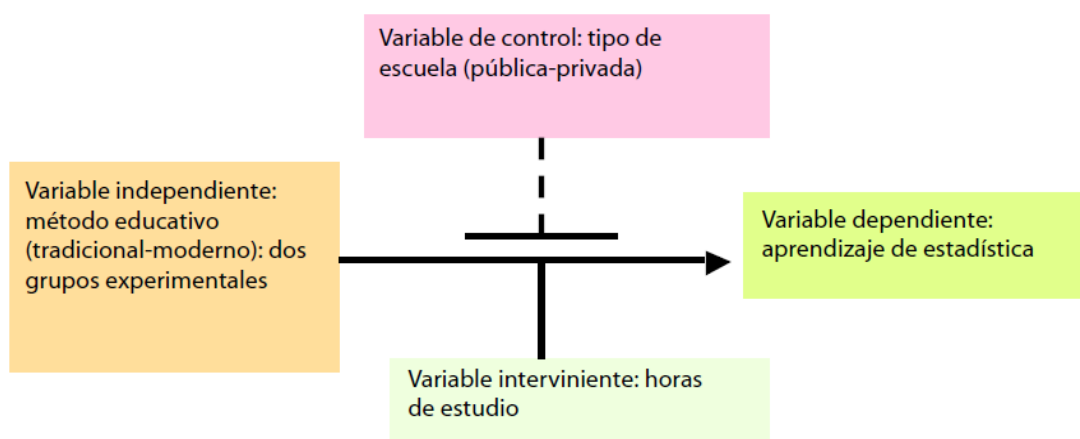 Variable de control: tipo de
escuela (pública-privada)
Variable independiente:
método educativo
(tradicional-moderno): dos
grupos experimentales
Variable dependiente:
aprendizaje de estadística
Variable interviniente: horas
de estudio